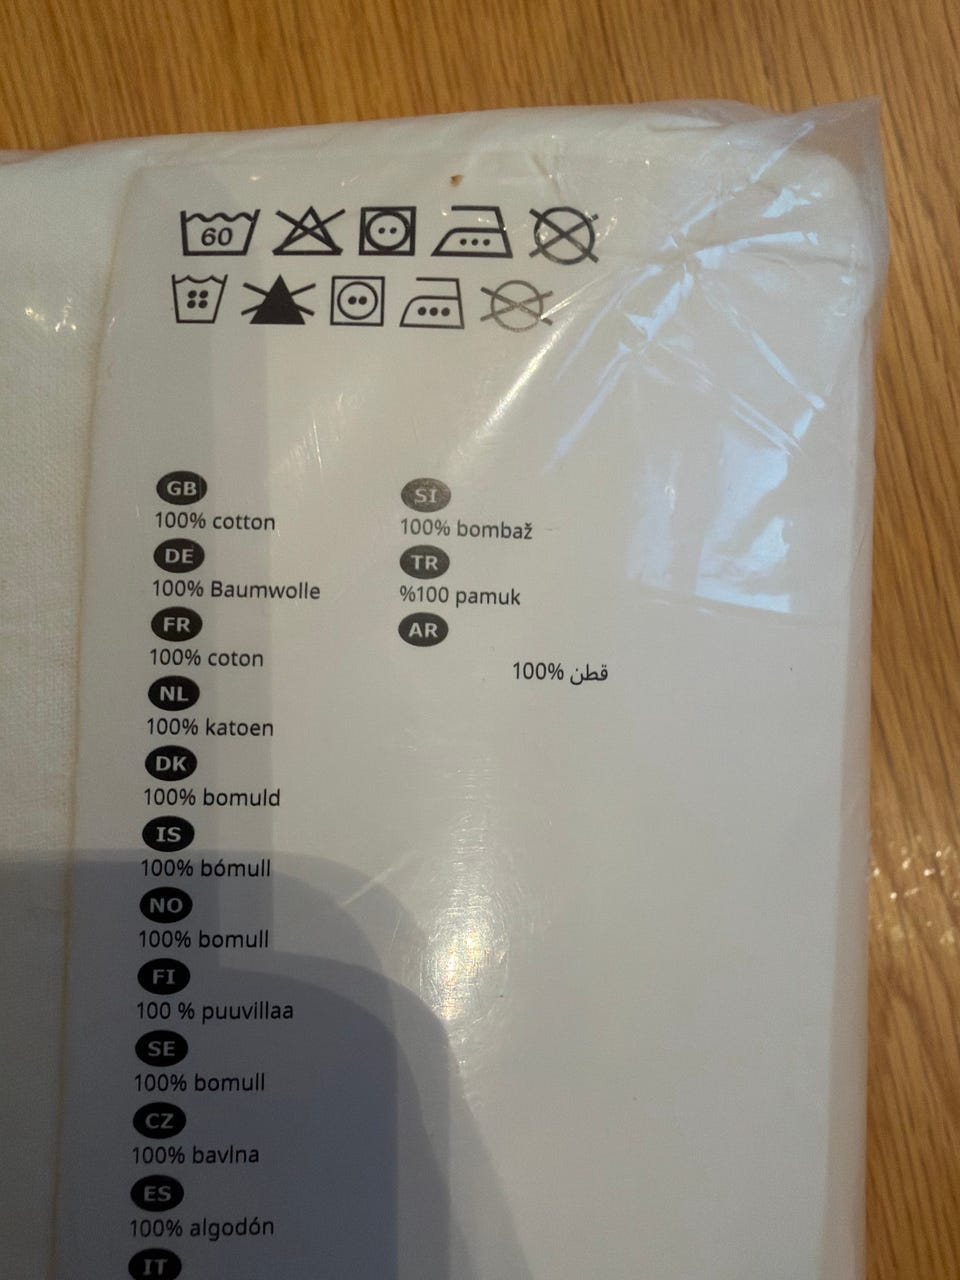 60
GB
100% cotton
DE
100% Baumwolle
FR
100% coton
NL
100% katoen
DK
100% bomuld
IS
100% bómull
NO
100% bomull
FI
100 % puuvillaa
SE
100% bomull
CZ
100% bavlna
ES
100% algodón
IT
SI
100% bombaž
TR
%100 pamuk
AR
100% قطن